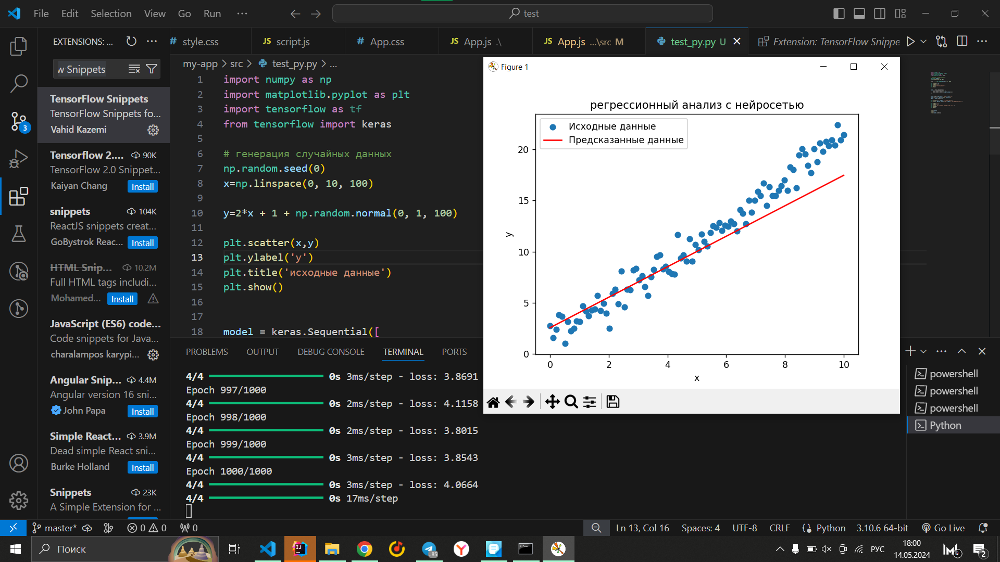 File Edit Selection View Go Run ··· test
EXTENSIONS: ... ···
w Snippets
TensorFlow Snippets
TensorFlow Snippets fo...
Vahid Kazemi
Tensorflow 2.... 90K
TensorFlow 2.0 Snippet...
Kaiyan Chang Install
snippets 104K
ReactJS snippets creat...
GoBystrok Reac... Install
HTML Snip... 10.2M
Full HTML tags includi...
Mohamed... Install
JavaScript (ES6) code...
Code snippets for Java...
charalampos karypi...
Angular Snip... 4.4M
Angular version 16 sni...
John Papa Install
Simple React... 3.9M
Dead simple React sni...
Burke Holland Install
Snippets 23K
A Simple Extension for ...
# style.css JS script.js # App.css JS App.js .\ JS App.js ...\src M test_py.py U Extension: TensorFlow Snippe ···
my-app > src > test_py.py > ...
1 import numpy as np
2 import matplotlib.pyplot as plt
3 import tensorflow as tf
4 from tensorflow import keras
5
6 # генерация случайных данных
7 np.random.seed(0)
8 x=np.linspace(0, 10, 100)
9
10 y=2*x + 1 + np.random.normal(0, 1, 100)
11
12 plt.scatter(x,y)
13 plt.ylabel('y')
14 plt.title('исходные данные')
15 plt.show()
16
17
18 model = keras.Sequential([
Figure 1
регрессионный анализ с нейросетью
Исходные данные
Предсказанные данные
20
15
10
5
0
y
0 2 4 6 8 10
x
PROBLEMS OUTPUT DEBUG CONSOLE TERMINAL PORTS
4/4 0s 3ms/step - loss: 3.8691
Epoch 997/1000
4/4 0s 2ms/step - loss: 4.1158
Epoch 998/1000
4/4 0s 2ms/step - loss: 3.8015
Epoch 999/1000
4/4 0s 3ms/step - loss: 3.8543
Epoch 1000/1000
4/4 0s 3ms/step - loss: 4.0664
4/4 0s 17ms/step
powershell
powershell
powershell
Python
3
master* 0 0 0 Ln 13, Col 16 Spaces: 4 UTF-8 CRLF Python 3.10.6 64-bit Go Live
Поиск
85
РУС
18:00
14.05.2024
2